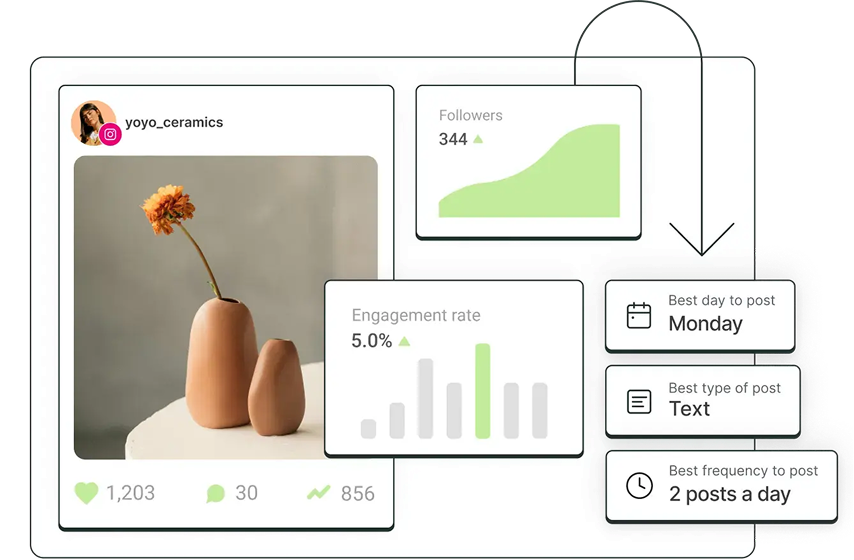 yoyo_ceramics
1,203
30
856
Followers
344
Engagement rate
5.0%
Best day to post
Monday
Best type of post
Text
Best frequency to post
2 posts a day